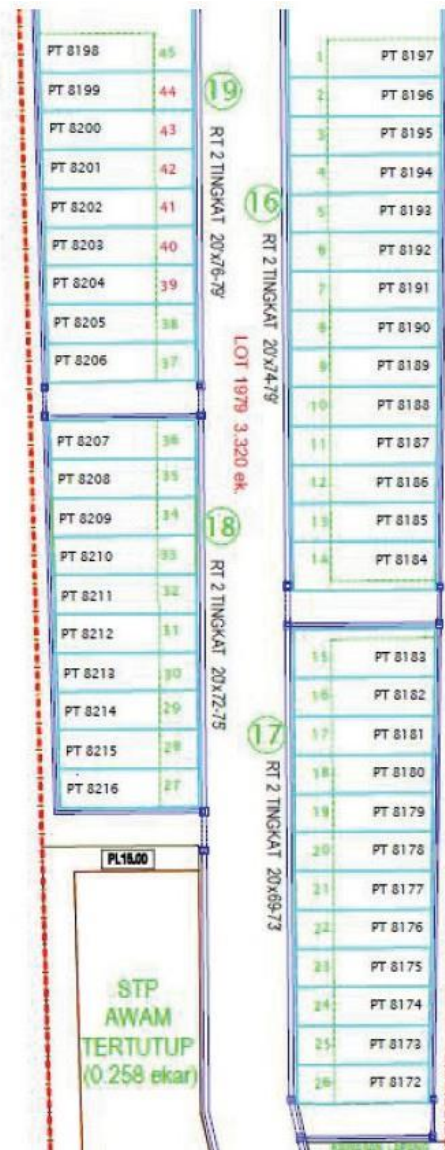 PT 8198 45
PT 8199 44
PT 8200 43
PT 8201 42
PT 8202 41
PT 8203 40
PT 8204 39
PT 8205 38
PT 8206 37
19
RT 2 TINGKAT 20'x76-79'
PT 8207 36
PT 8208 35
PT 8209 34
PT 8210 33
PT 8211 32
PT 8212 31
PT 8213 30
PT 8214 29
PT 8215 28
PT 8216 27
18
RT 2 TINGKAT 20'x72-75'
PL15.00
STP
AWAM
TERTUTUP
(0.258 ekar)
LOT 1979 3.320 ek.
16
RT 2 TINGKAT 20'x74-79'
1 PT 8197
2 PT 8196
3 PT 8195
4 PT 8194
5 PT 8193
6 PT 8192
7 PT 8191
8 PT 8190
9 PT 8189
10 PT 8188
11 PT 8187
12 PT 8186
13 PT 8185
14 PT 8184
17
RT 2 TINGKAT 20'x69-73
15 PT 8183
16 PT 8182
17 PT 8181
18 PT 8180
19 PT 8179
20 PT 8178
21 PT 8177
22 PT 8176
23 PT 8175
24 PT 8174
25 PT 8173
26 PT 8172